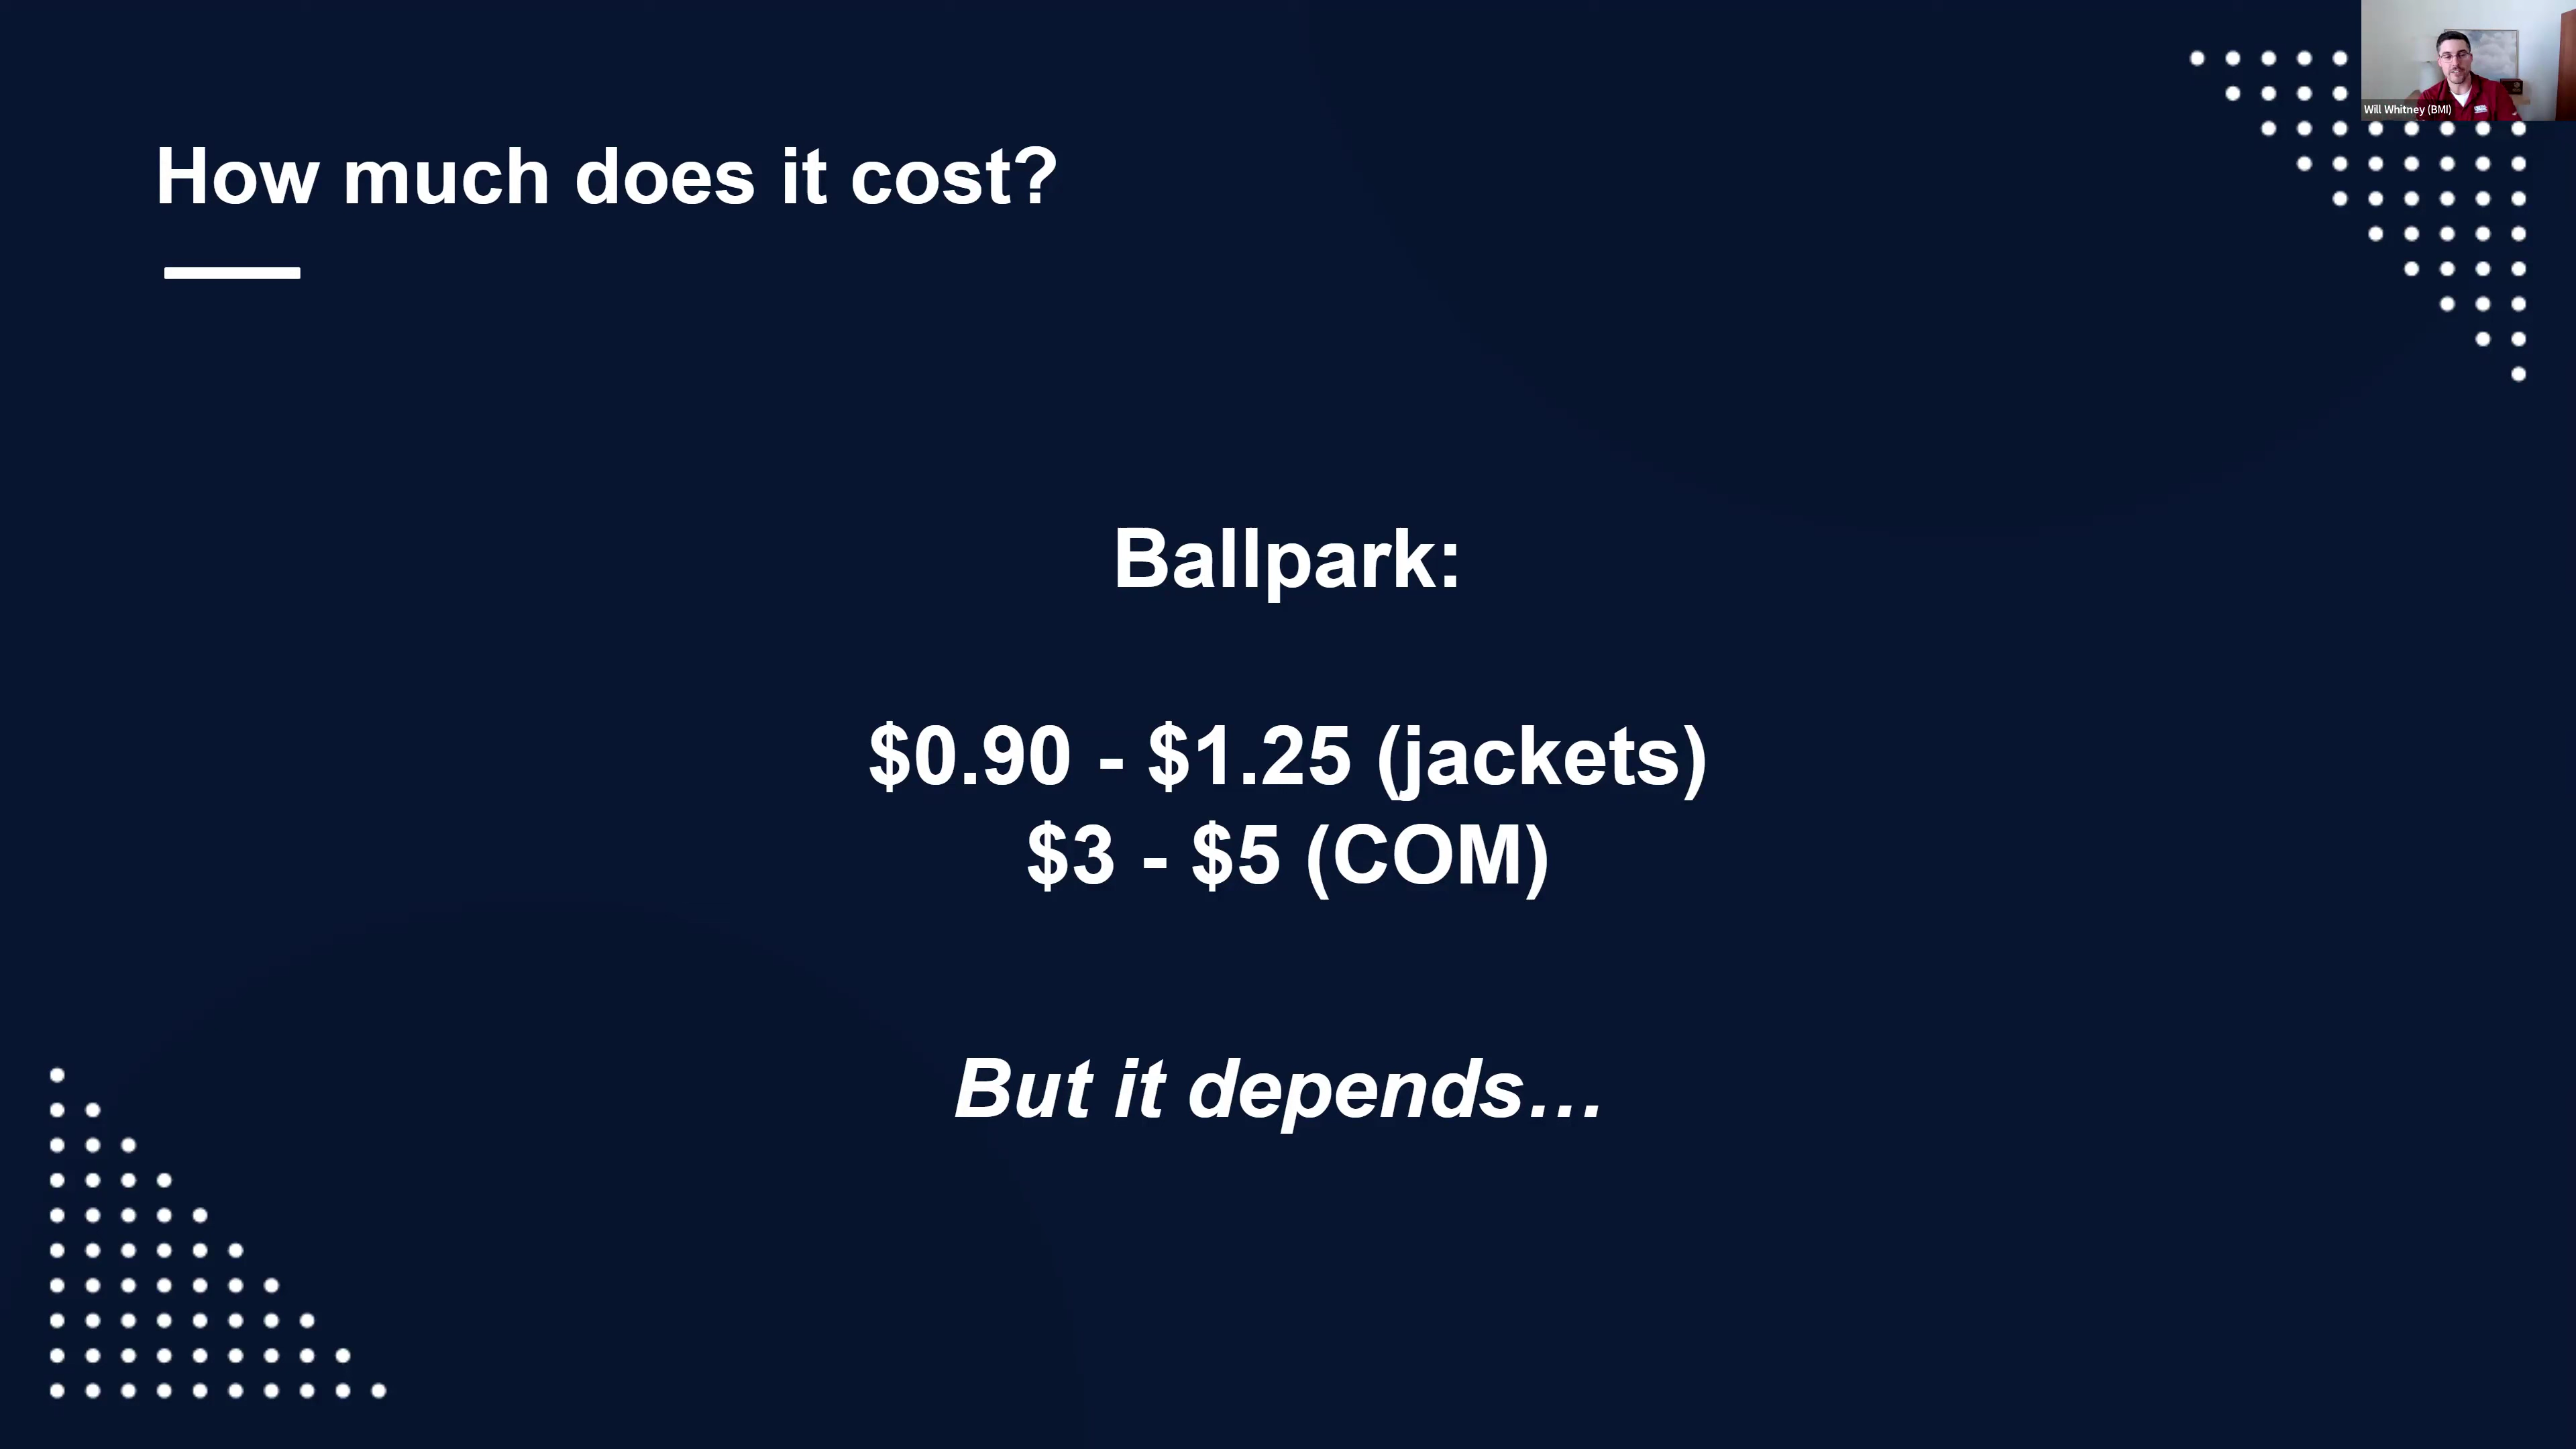 Will Whitney (BMI)
How much does it cost?
Ballpark:
$0.90 - $1.25 (jackets)
$3 - $5 (COM)
But it depends…